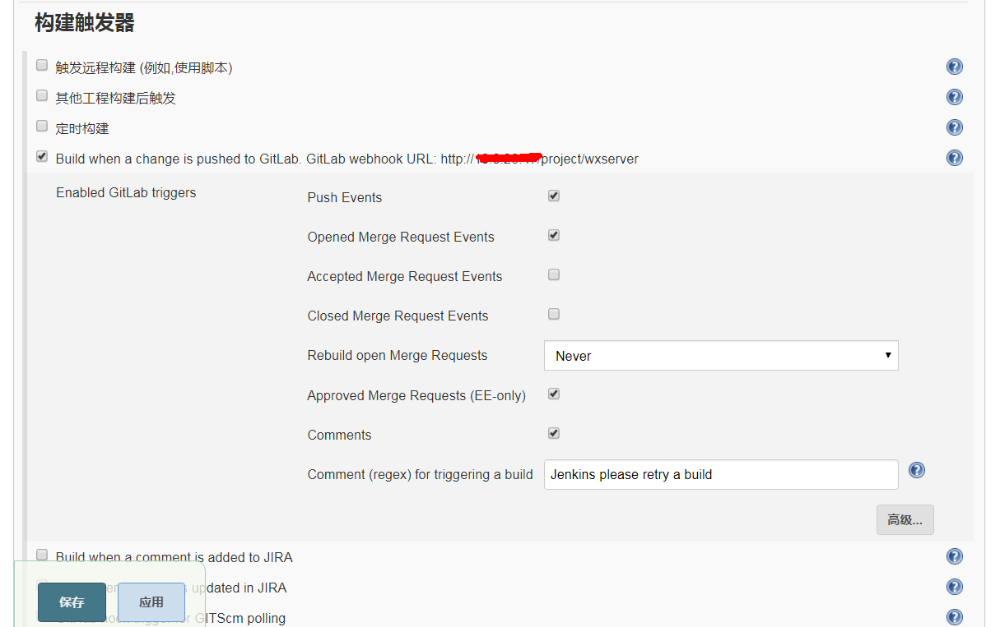 构建触发器
触发远程构建 (例如,使用脚本)
其他工程构建后触发
定时构建
Build when a change is pushed to GitLab. GitLab webhook URL: http:// /project/wxserver
Enabled GitLab triggers
Push Events
Opened Merge Request Events
Accepted Merge Request Events
Closed Merge Request Events
Rebuild open Merge Requests Never
Approved Merge Requests (EE-only)
Comments
Comment (regex) for triggering a build Jenkins please retry a build
高级...
Build when a comment is added to JIRA
updated in JIRA
保存 应用
GITScm polling